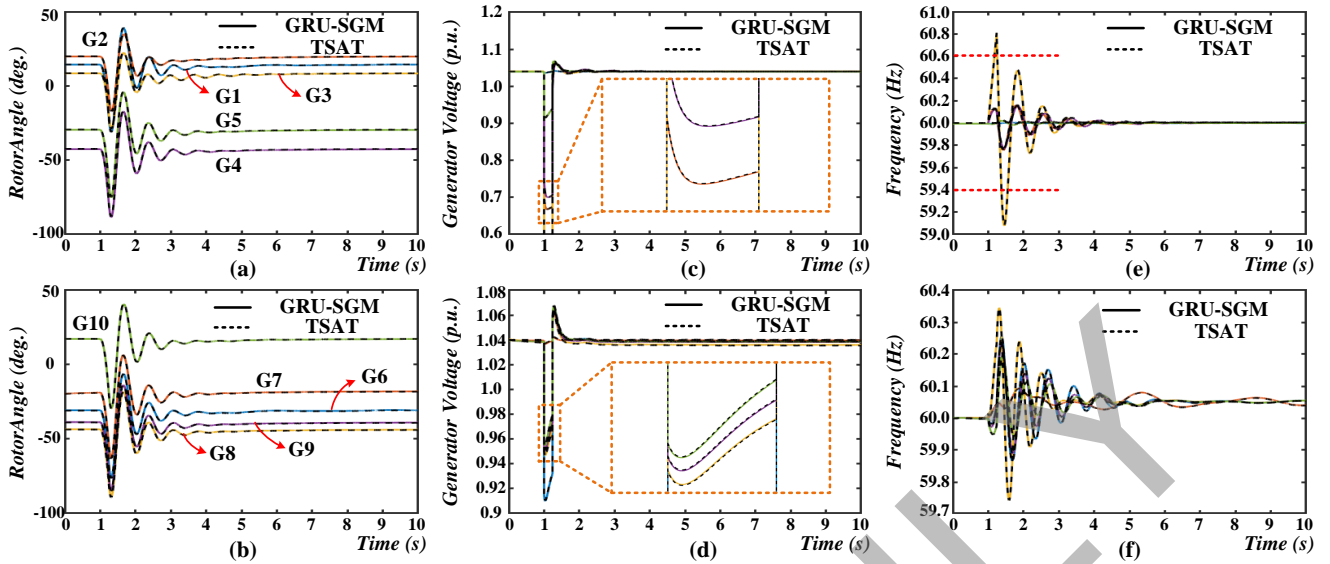 50
0
-50
-100
RotorAngle (deg.)
GRU-SGM
TSAT
G2
G1
G3
G5
G4
0 1 2 3 4 5 6 7 8 9 10
Time (s)
(a)
1.2
1.1
1.0
0.9
0.8
0.7
0.6
Generator Voltage (p.u.)
GRU-SGM
TSAT
0 1 2 3 4 5 6 7 8 9 10
Time (s)
(c)
61.0
60.8
60.6
60.4
60.2
60.0
59.8
59.6
59.4
59.2
59.0
Frequency (Hz)
GRU-SGM
TSAT
0 1 2 3 4 5 6 7 8 9 10
Time (s)
(e)
50
0
-50
-100
RotorAngle (deg.)
GRU-SGM
TSAT
G10
G7
G6
G8
G9
0 1 2 3 4 5 6 7 8 9 10
Time (s)
(b)
1.08
1.06
1.04
1.02
1.0
0.98
0.96
0.94
0.92
0.9
Generator Voltage (p.u.)
GRU-SGM
TSAT
0 1 2 3 4 5 6 7 8 9 10
Time (s)
(d)
60.4
60.3
60.2
60.1
60.0
59.9
59.8
59.7
Frequency (Hz)
GRU-SGM
TSAT
0 1 2 3 4 5 6 7 8 9 10
Time (s)
(f)